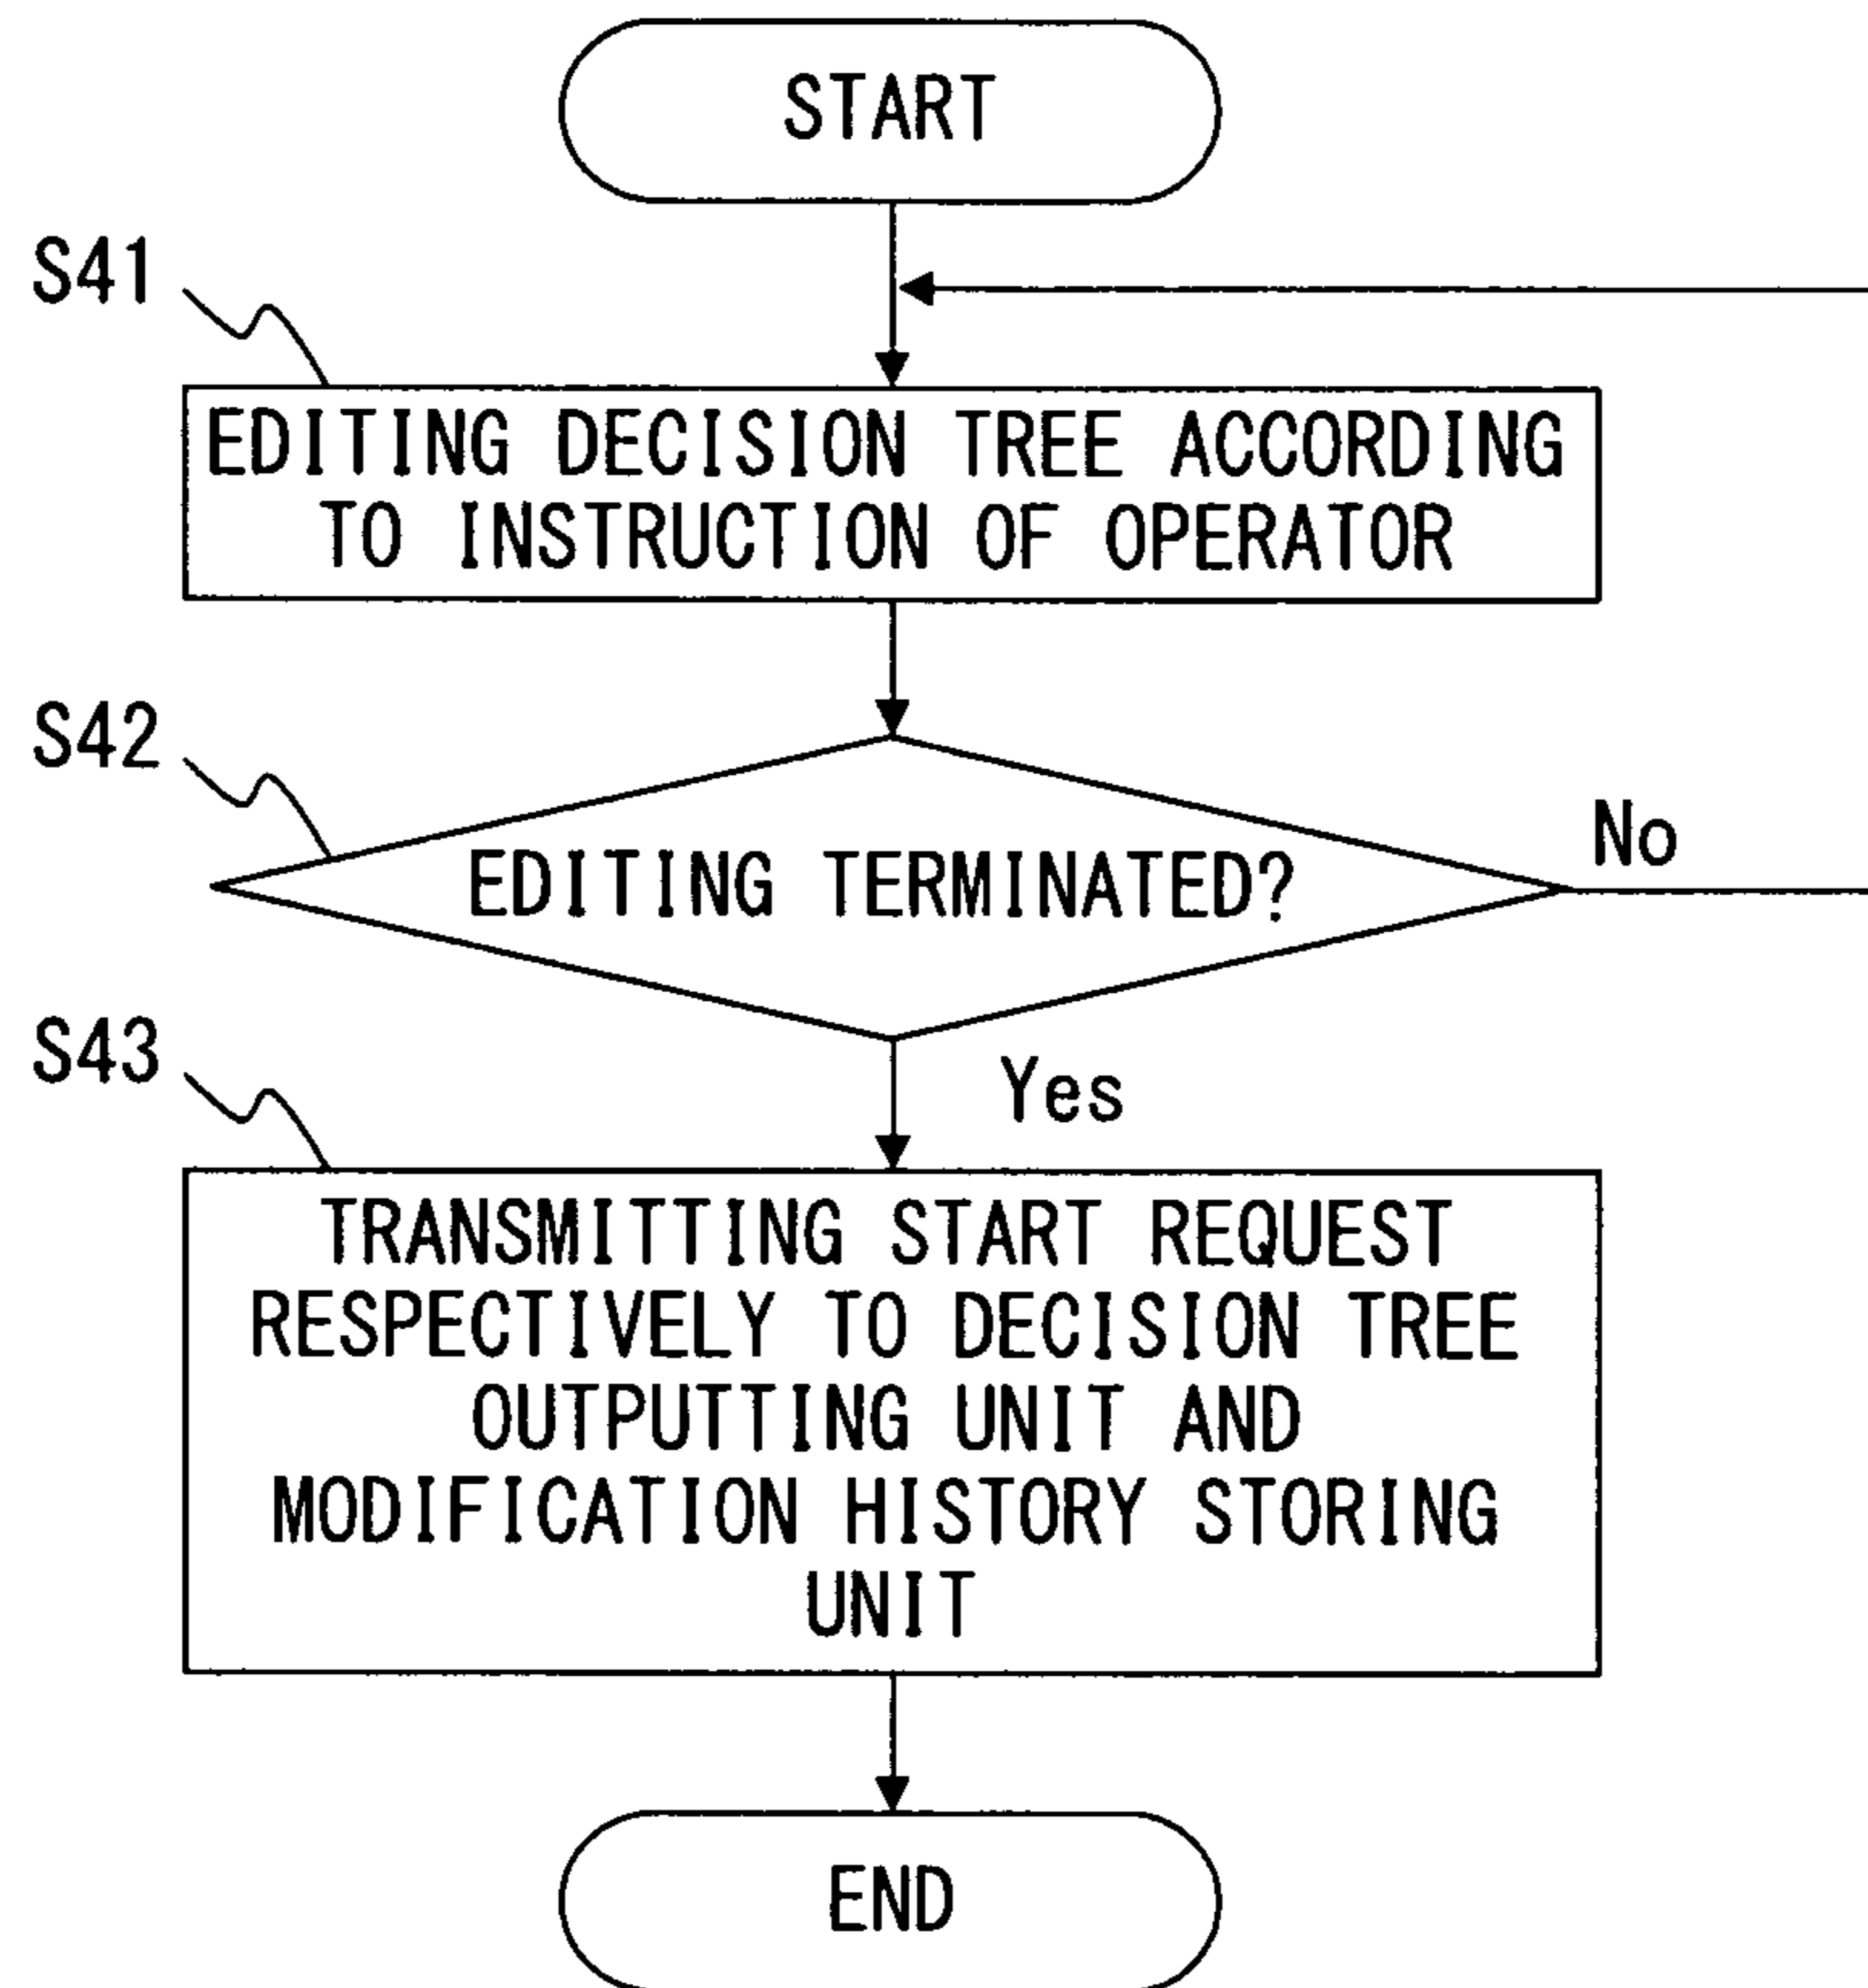 START
S41
EDITING DECISION TREE ACCORDING
TO INSTRUCTION OF OPERATOR
S42
EDITING TERMINATED?
No
Yes
S43
TRANSMITTING START REQUEST
RESPECTIVELY TO DECISION TREE
OUTPUTTING UNIT AND
MODIFICATION HISTORY STORING
UNIT
END